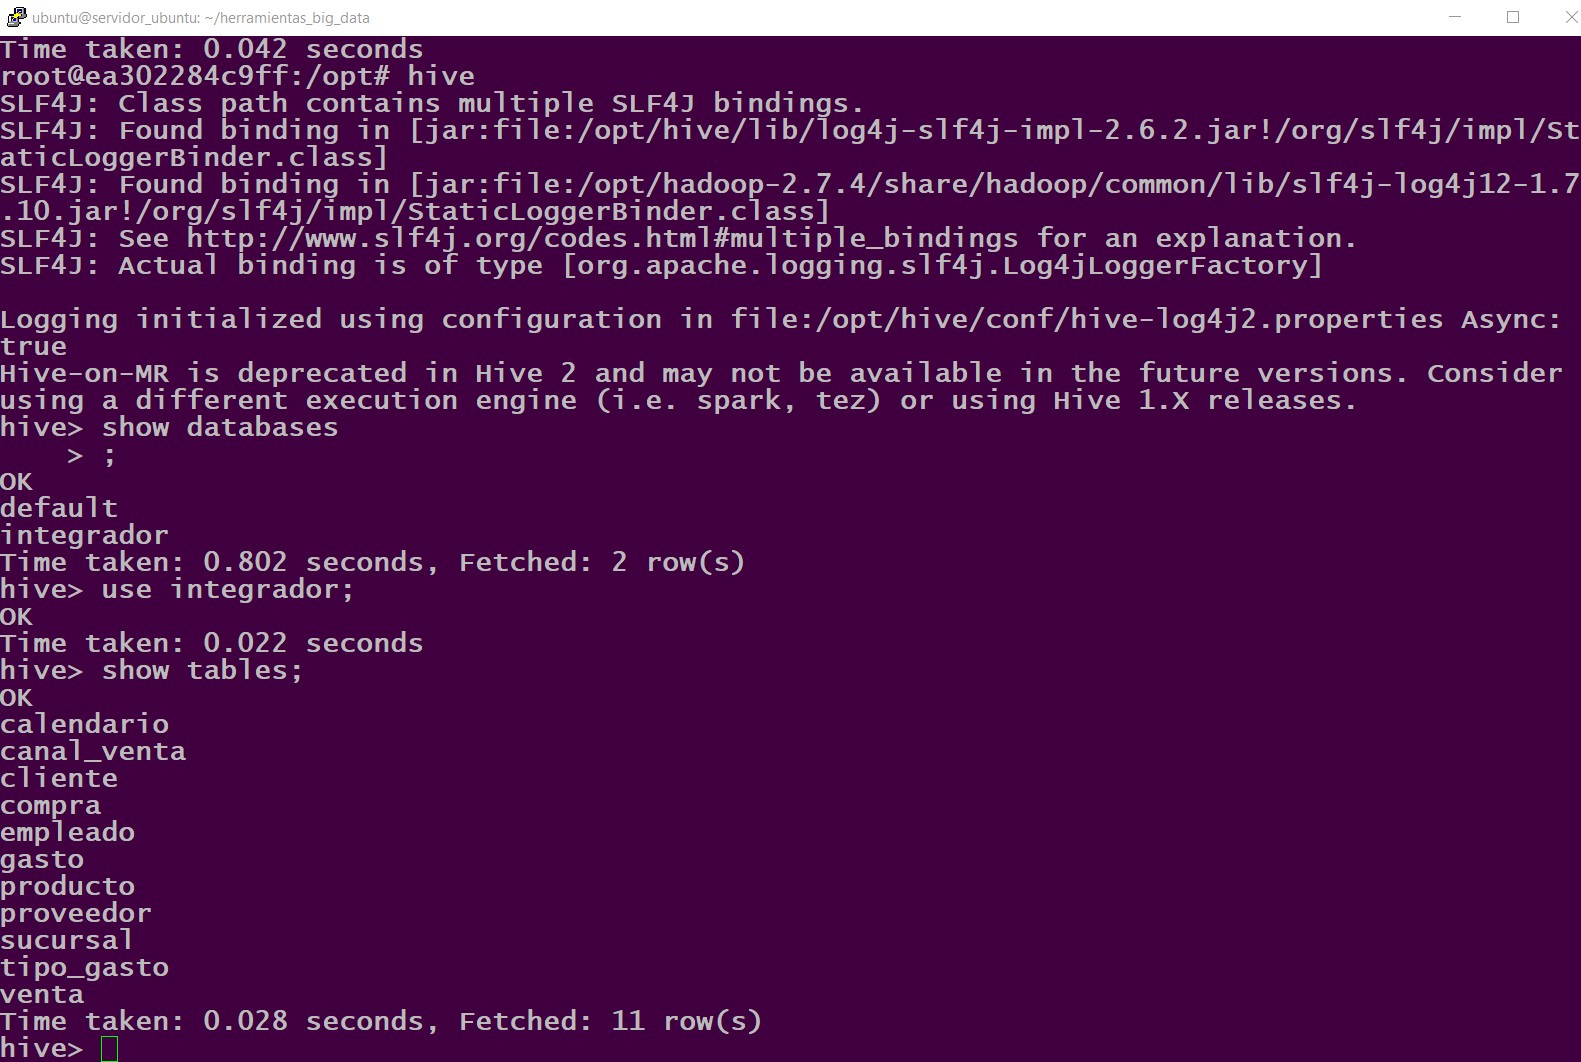 ubuntu@servidor_ubuntu: ~/herramientas_big_data
Time taken: 0.042 seconds
root@ea302284c9ff:/opt# hive
SLF4J: Class path contains multiple SLF4J bindings.
SLF4J: Found binding in [jar:file:/opt/hive/lib/log4j-slf4j-impl-2.6.2.jar!/org/slf4j/impl/St
aticLoggerBinder.class]
SLF4J: Found binding in [jar:file:/opt/hadoop-2.7.4/share/hadoop/common/lib/slf4j-log4j12-1.7
.10.jar!/org/slf4j/impl/StaticLoggerBinder.class]
SLF4J: See http://www.slf4j.org/codes.html#multiple_bindings for an explanation.
SLF4J: Actual binding is of type [org.apache.logging.slf4j.Log4jLoggerFactory]
Logging initialized using configuration in file:/opt/hive/conf/hive-log4j2.properties Async:
true
Hive-on-MR is deprecated in Hive 2 and may not be available in the future versions. Consider
using a different execution engine (i.e. spark, tez) or using Hive 1.X releases.
hive> show databases
    > ;
OK
default
integrador
Time taken: 0.802 seconds, Fetched: 2 row(s)
hive> use integrador;
OK
Time taken: 0.022 seconds
hive> show tables;
OK
calendario
canal_venta
cliente
compra
empleado
gasto
producto
proveedor
sucursal
tipo_gasto
venta
Time taken: 0.028 seconds, Fetched: 11 row(s)
hive>